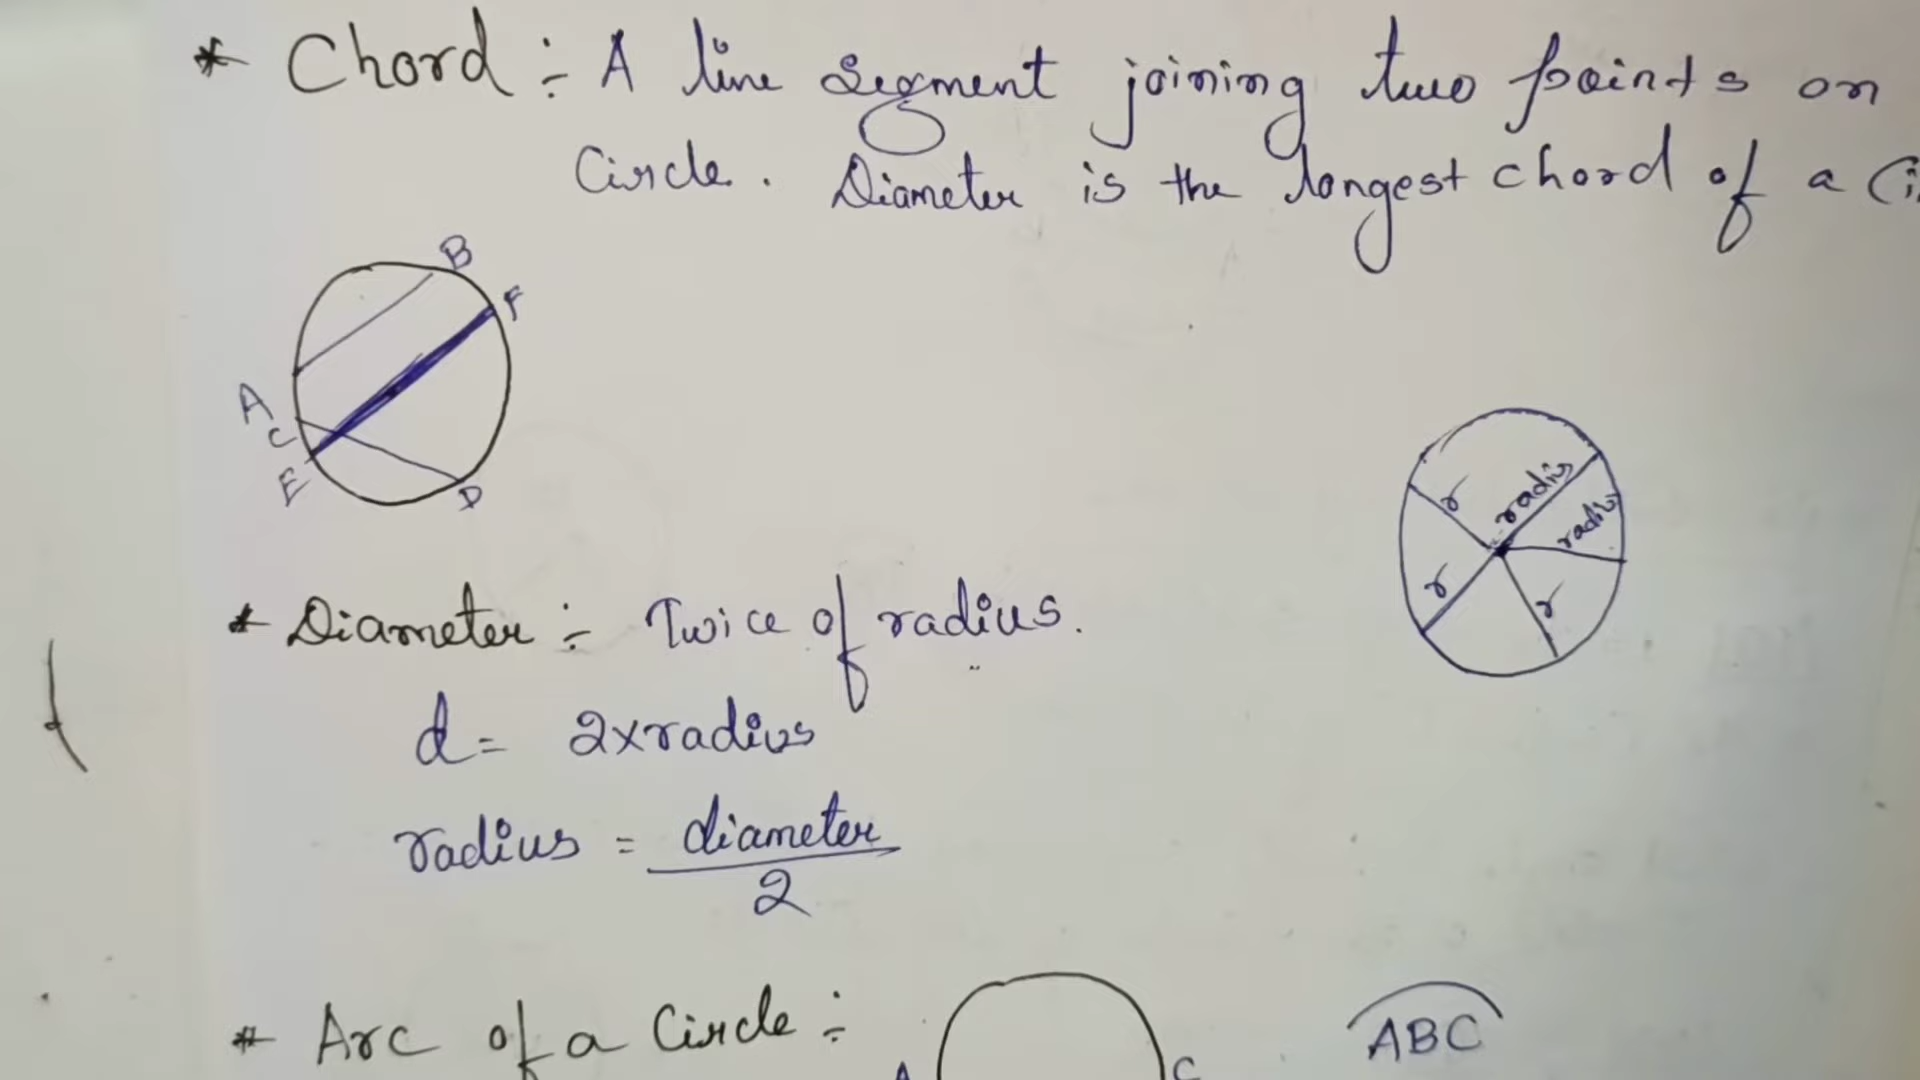 * Chord :- A line segment joining two points on
Circle. Diameter is the longest chord of a
B
F
A
C
E
D
r
radius
radius
r
r
* Diameter :- Twice of radius.
d = 2×radius
radius = diameter
2
* Arc of a Circle :-
ABC
A
C